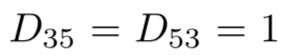 D₃₅ = D₅₃ = 1